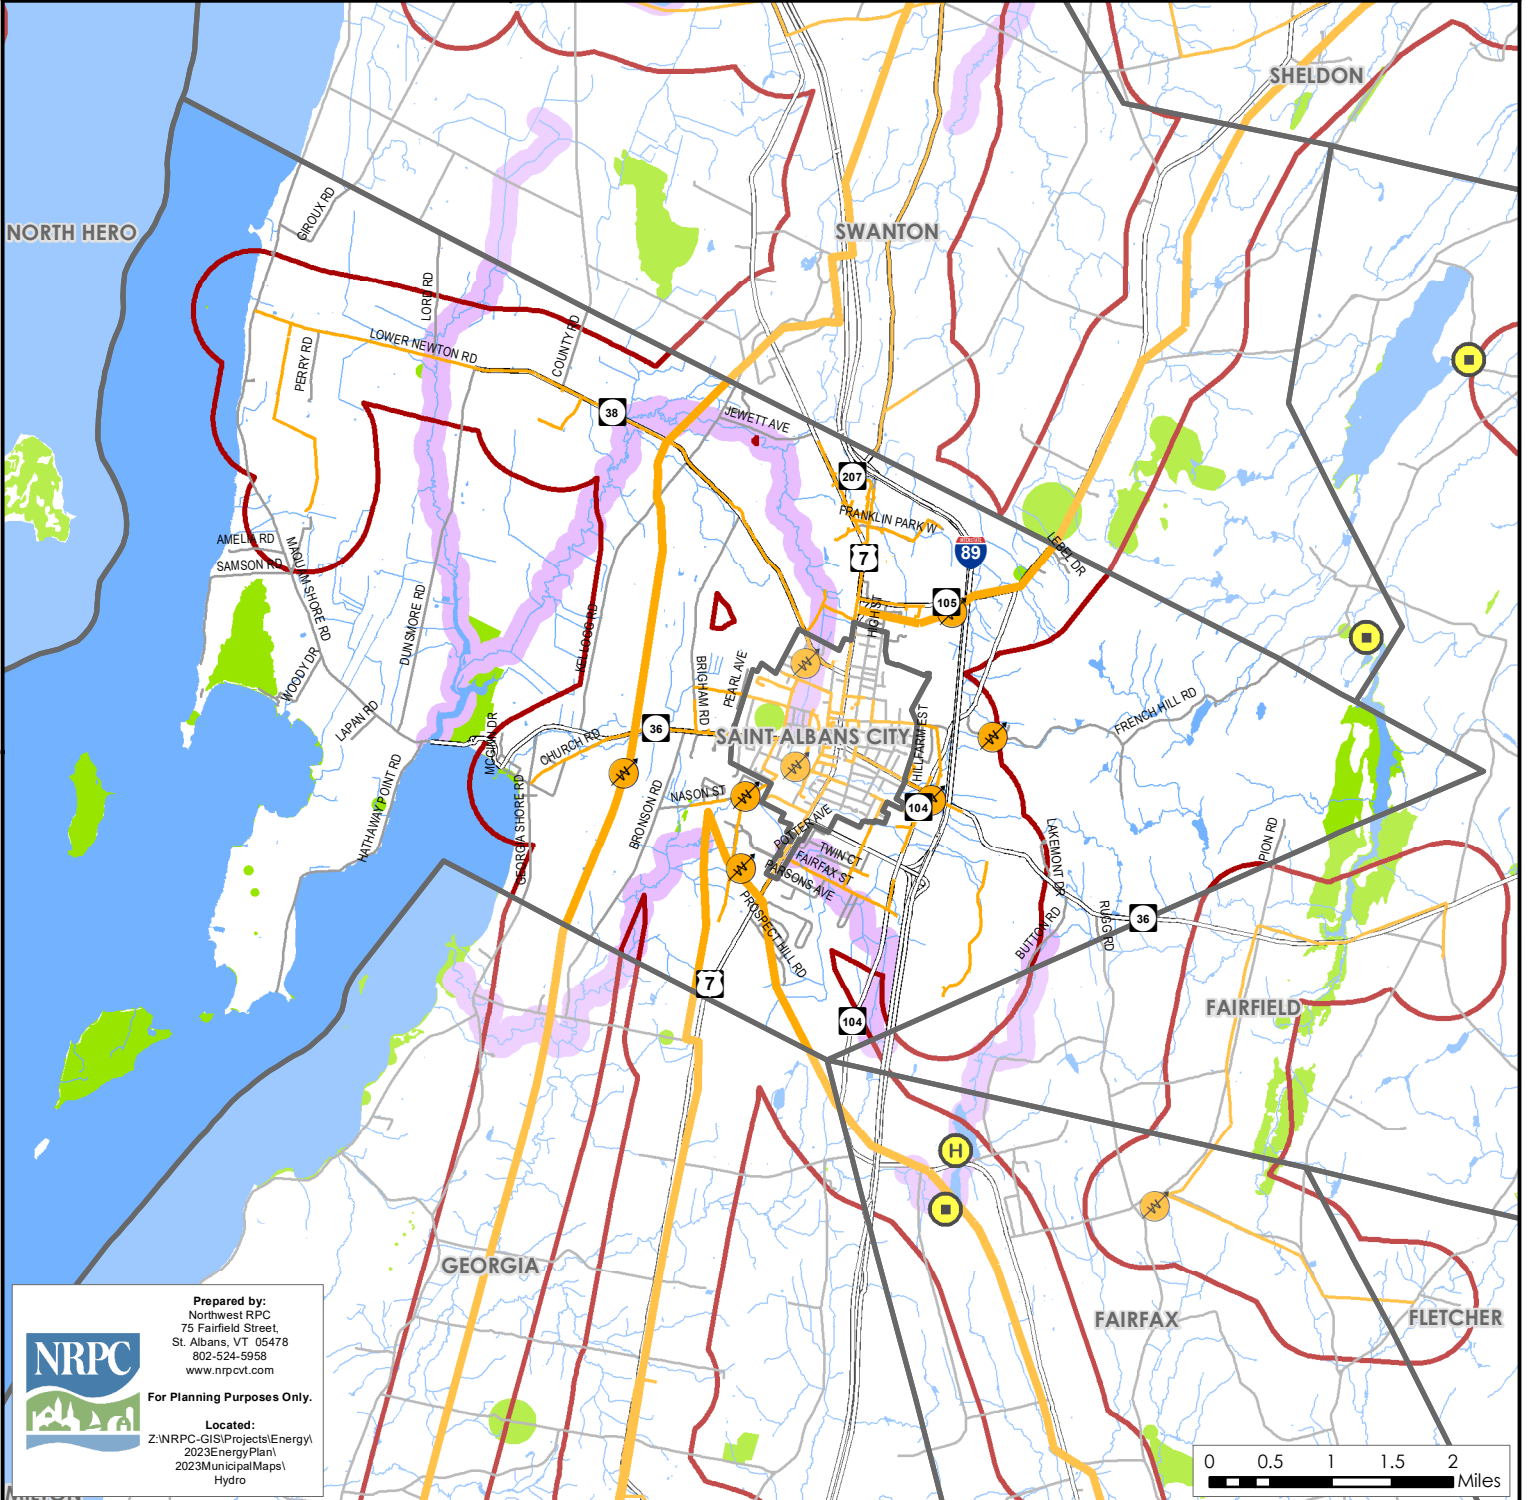 SHELDON
NORTH HERO
SWANTON
GIROUX RD
LORD RD
LOWER NEWTON RD
COUNTY RD
PERRY RD
38
JEWETT AVE
207
FRANKLIN PARK W
7
INTERSTATE
89
LEBEL DR
AMELIA RD
SAMSON RD
MAQUAM SHORE RD
DUNSMORE RD
KELLOGG RD
105
HIGH ST
W
W
BRIGHAM RD
PEARL AVE
WOODY DR
LAPAN RD
MCGINN DR
CHURCH RD
36
SAINT ALBANS CITY
HILLFARM EST
W
FRENCH HILL RD
HATHAWAY POINT RD
GEORGIA SHORE RD
W
BRONSON RD
NASON ST
W
W
W
104
POTTER AVE
TWIN CT
FAIRFAX ST
PARSONS AVE
W
PROSPECT HILL RD
LAKEMONT DR
PION RD
BUTTON RD
RUGG RD
36
7
104
FAIRFIELD
H
W
GEORGIA
FAIRFAX
FLETCHER
MILTON
NRPC
Prepared by:
Northwest RPC
75 Fairfield Street,
St. Albans, VT 05478
802-524-5958
www.nrpcvt.com
For Planning Purposes Only.
Located:
Z:\NRPC-GIS\Projects\Energy\
2023EnergyPlan\
2023MunicipalMaps\
Hydro
0 0.5 1 1.5 2
Miles